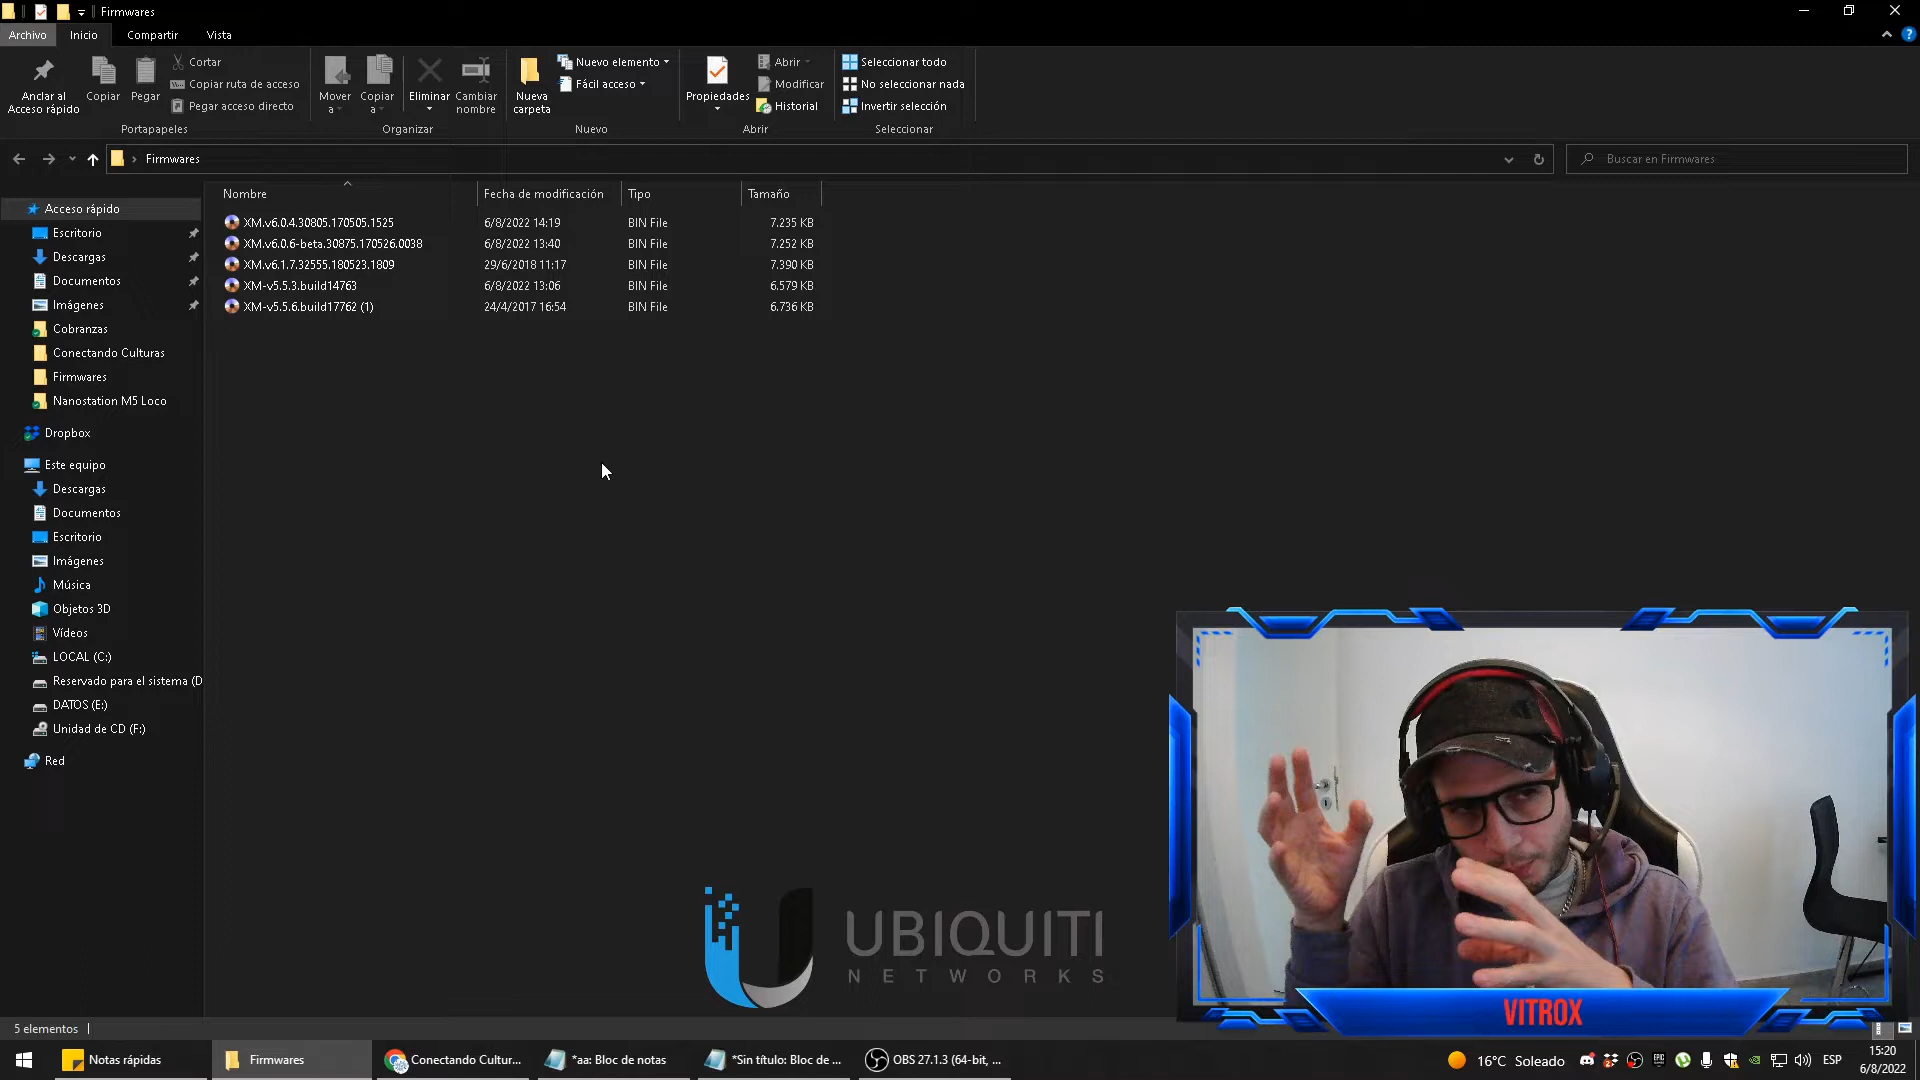 Firmwares
Archivo Inicio Compartir Vista
Anclar al Acceso rápido
Copiar
Pegar
Cortar
Copiar ruta de acceso
Pegar acceso directo
Portapapeles
Mover a
Copiar a
Eliminar
Cambiar nombre
Organizar
Nueva carpeta
Nuevo elemento
Fácil acceso
Nuevo
Propiedades
Abrir
Modificar
Historial
Abrir
Seleccionar todo
No seleccionar nada
Invertir selección
Seleccionar
Firmwares
Buscar en Firmwares
Nombre Fecha de modificación Tipo Tamaño
XM.v6.0.4.30805.170505.1525 6/8/2022 14:19 BIN File 7.235 KB
XM.v6.0.6-beta.30875.170526.0038 6/8/2022 13:40 BIN File 7.252 KB
XM.v6.1.7.32555.180523.1809 29/6/2018 11:17 BIN File 7.390 KB
XM-v5.5.3.build14763 6/8/2022 13:06 BIN File 6.579 KB
XM-v5.5.6.build17762 (1) 24/4/2017 16:54 BIN File 6.736 KB
Acceso rápido
Escritorio
Descargas
Documentos
Imágenes
Cobranzas
Conectando Culturas
Firmwares
Nanostation M5 Loco
Dropbox
Este equipo
Descargas
Documentos
Escritorio
Imágenes
Música
Objetos 3D
Vídeos
LOCAL (C:)
Reservado para el sistema (D
DATOS (E:)
Unidad de CD (F:)
Red
UBIQUITI
NETWORKS
VITROX
5 elementos
Notas rápidas
Firmwares
Conectando Cultur...
*aa: Bloc de notas
*Sin título: Bloc de ...
OBS 27.1.3 (64-bit, ...
16°C Soleado
ESP
15:20
6/8/2022